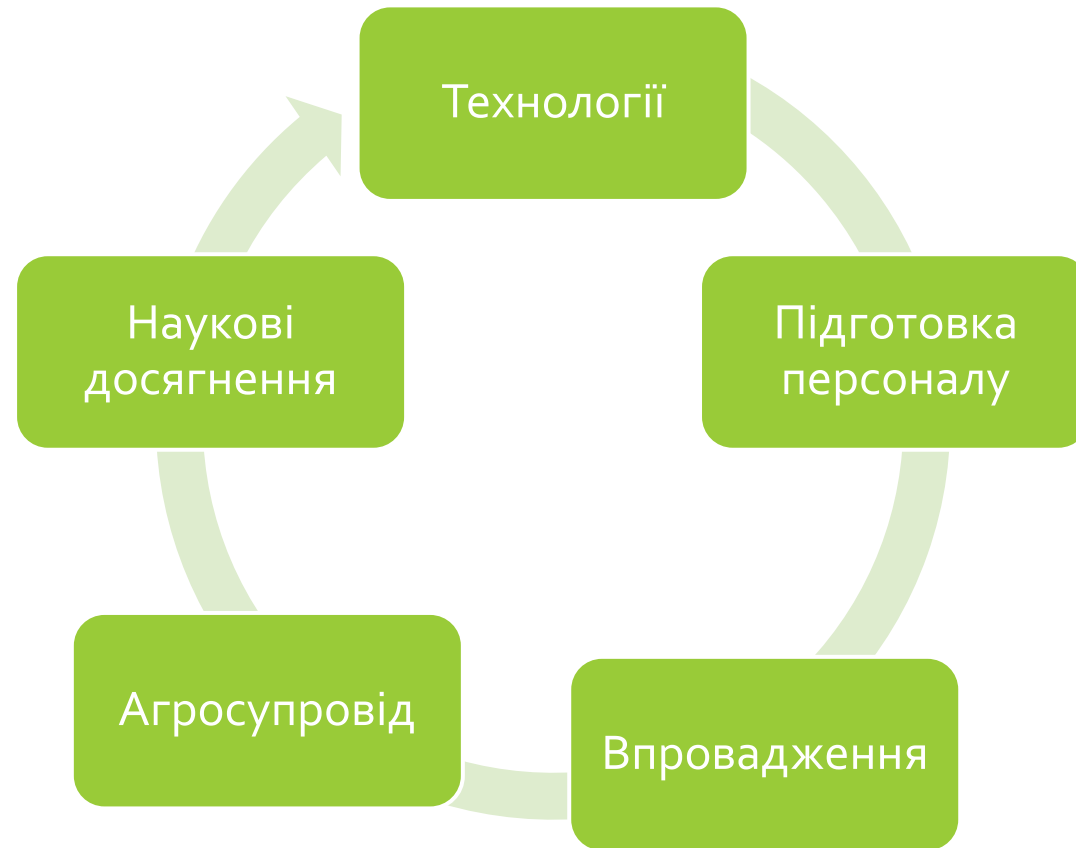 Технології
Підготовка
персоналу
Впровадження
Агросупровід
Наукові
досягнення